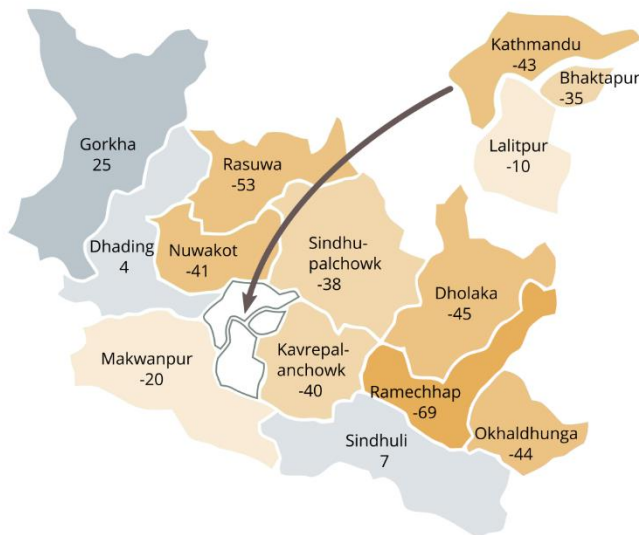 Kathmandu
-43
Bhaktapur
-35
Lalitpur
-10
Gorkha
25
Rasuwa
-53
Dhading
4
Nuwakot
-41
Sindhu-
palchowk
-38
Dholaka
-45
Makwanpur
-20
Kavrepal-
anchowk
-40
Ramechhap
-69
Okhaldhunga
-44
Sindhuli
7